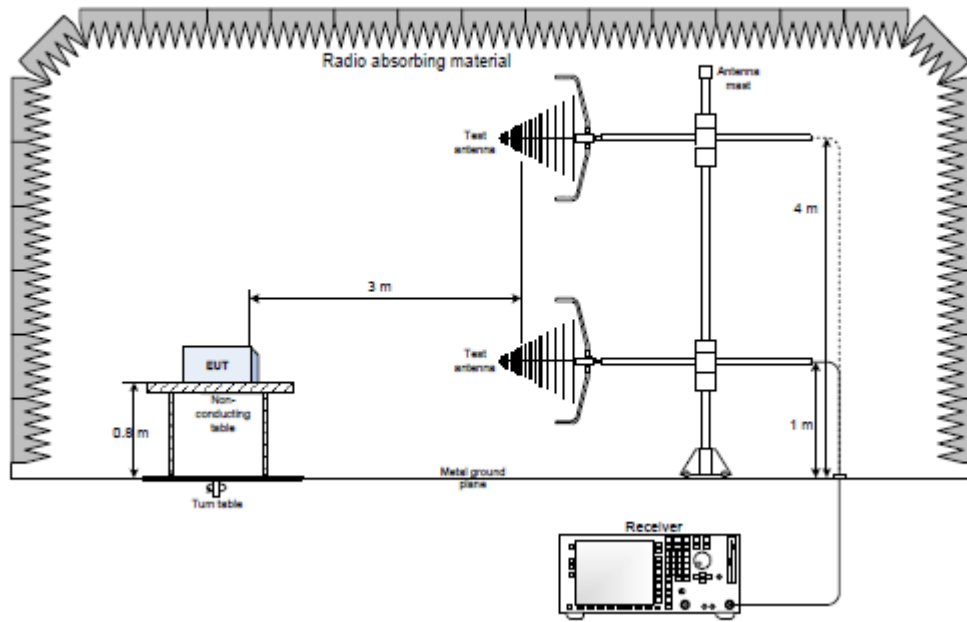 Radio absorbing material
Antenna
mast
Test
antenna
4 m
3 m
Test
antenna
EUT
Non-
conducting
table
0.8 m
1 m
Metal ground
plane
Turn table
Receiver